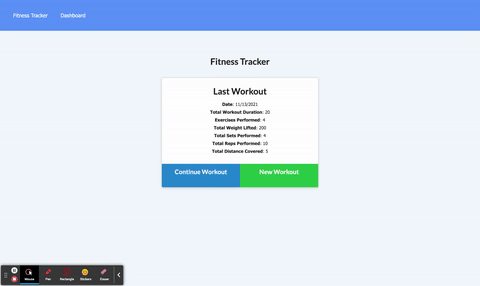 Fitness Tracker Dashboard
Fitness Tracker
Last Workout
Date: 11/13/2021
Total Workout Duration: 20
Exercises Performed: 4
Total Weight Lifted: 200
Total Sets Performed: 4
Total Reps Performed: 10
Total Distance Covered: 5
Continue Workout New Workout
Mouse Pen Rectangle Stickers Eraser